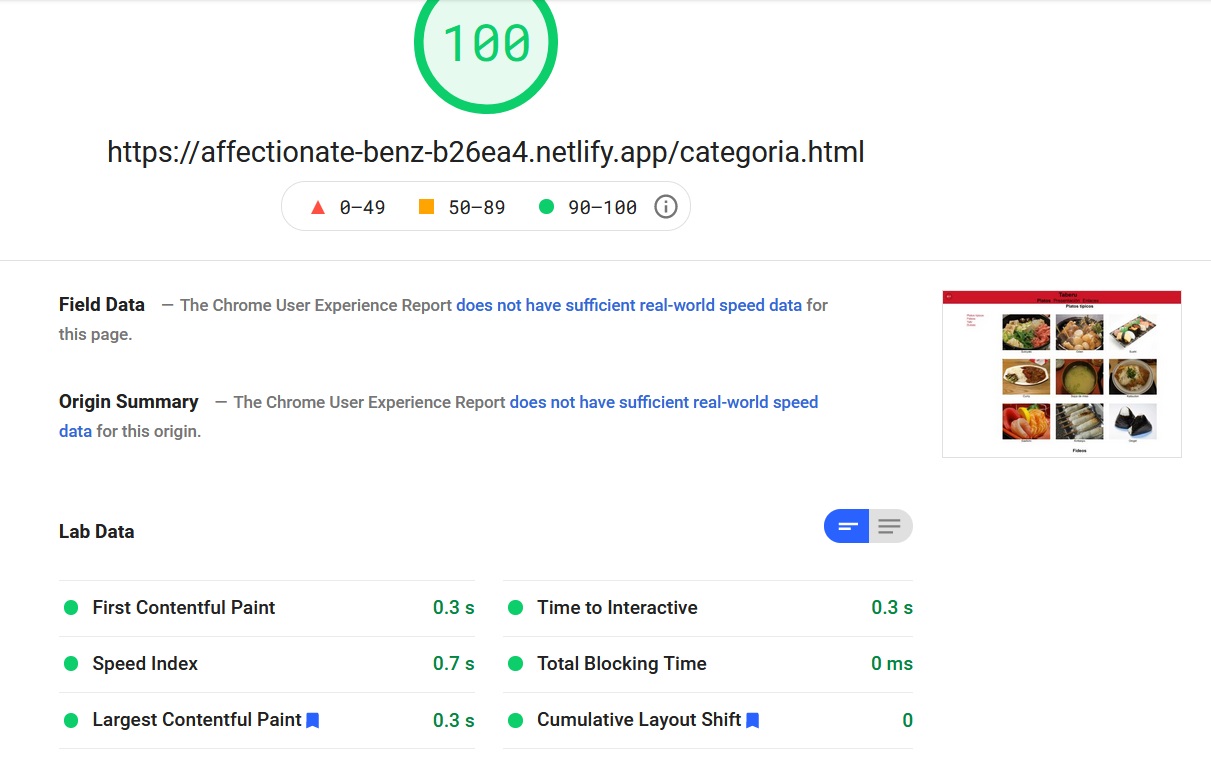 100
https://affectionate-benz-b26ea4.netlify.app/categoria.html
0–49 50–89 90–100
Field Data — The Chrome User Experience Report does not have sufficient real-world speed data for
this page.
Origin Summary — The Chrome User Experience Report does not have sufficient real-world speed
data for this origin.
Platos típicos
Fideos
Lab Data
First Contentful Paint 0.3 s
Time to Interactive 0.3 s
Speed Index 0.7 s
Total Blocking Time 0 ms
Largest Contentful Paint 0.3 s
Cumulative Layout Shift 0